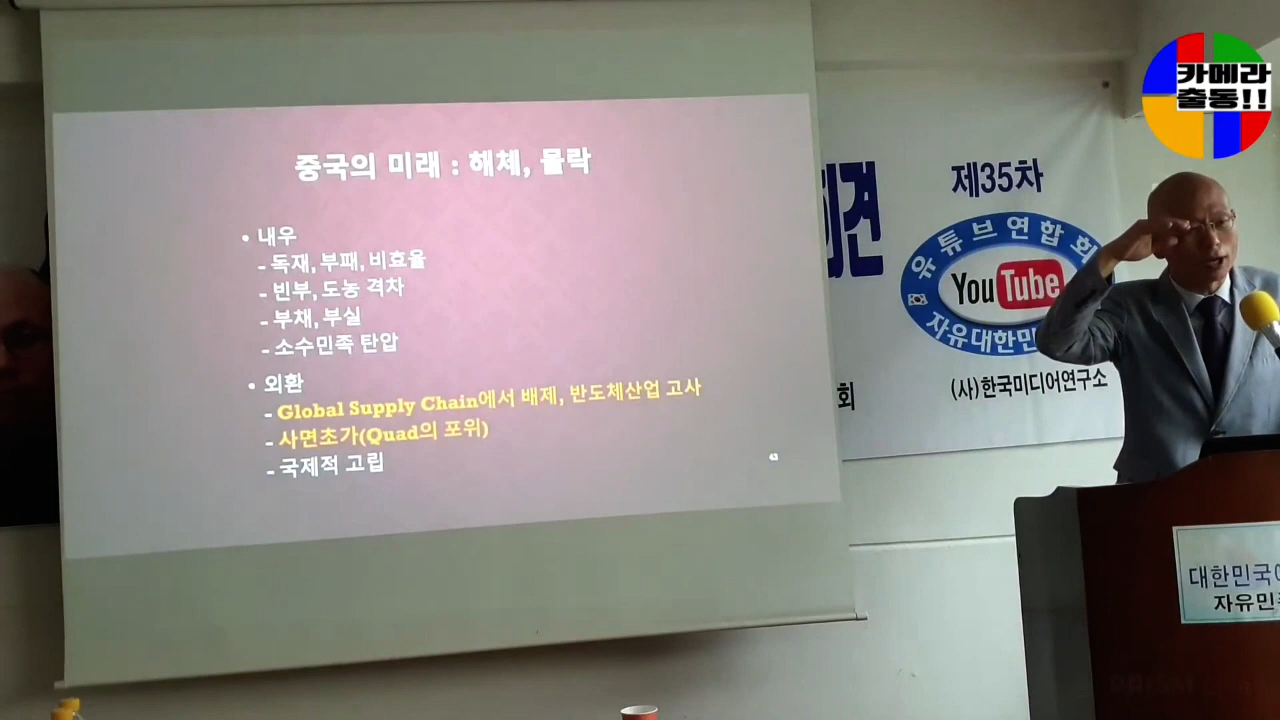 중국의 미래 : 해체, 몰락
• 내우
- 독재, 부패, 비효율
- 빈부, 도농 격차
- 부채, 부실
- 소수민족 탄압
• 외환
- Global Supply Chain에서 배제, 반도체산업 고사
- 사면초가(Quad의 포위)
- 국제적 고립
카메라
출동!!
견
제35차
유튜브연합회
YouTube
자유대한민
(사)한국미디어연구소
회
대한민국
자유민